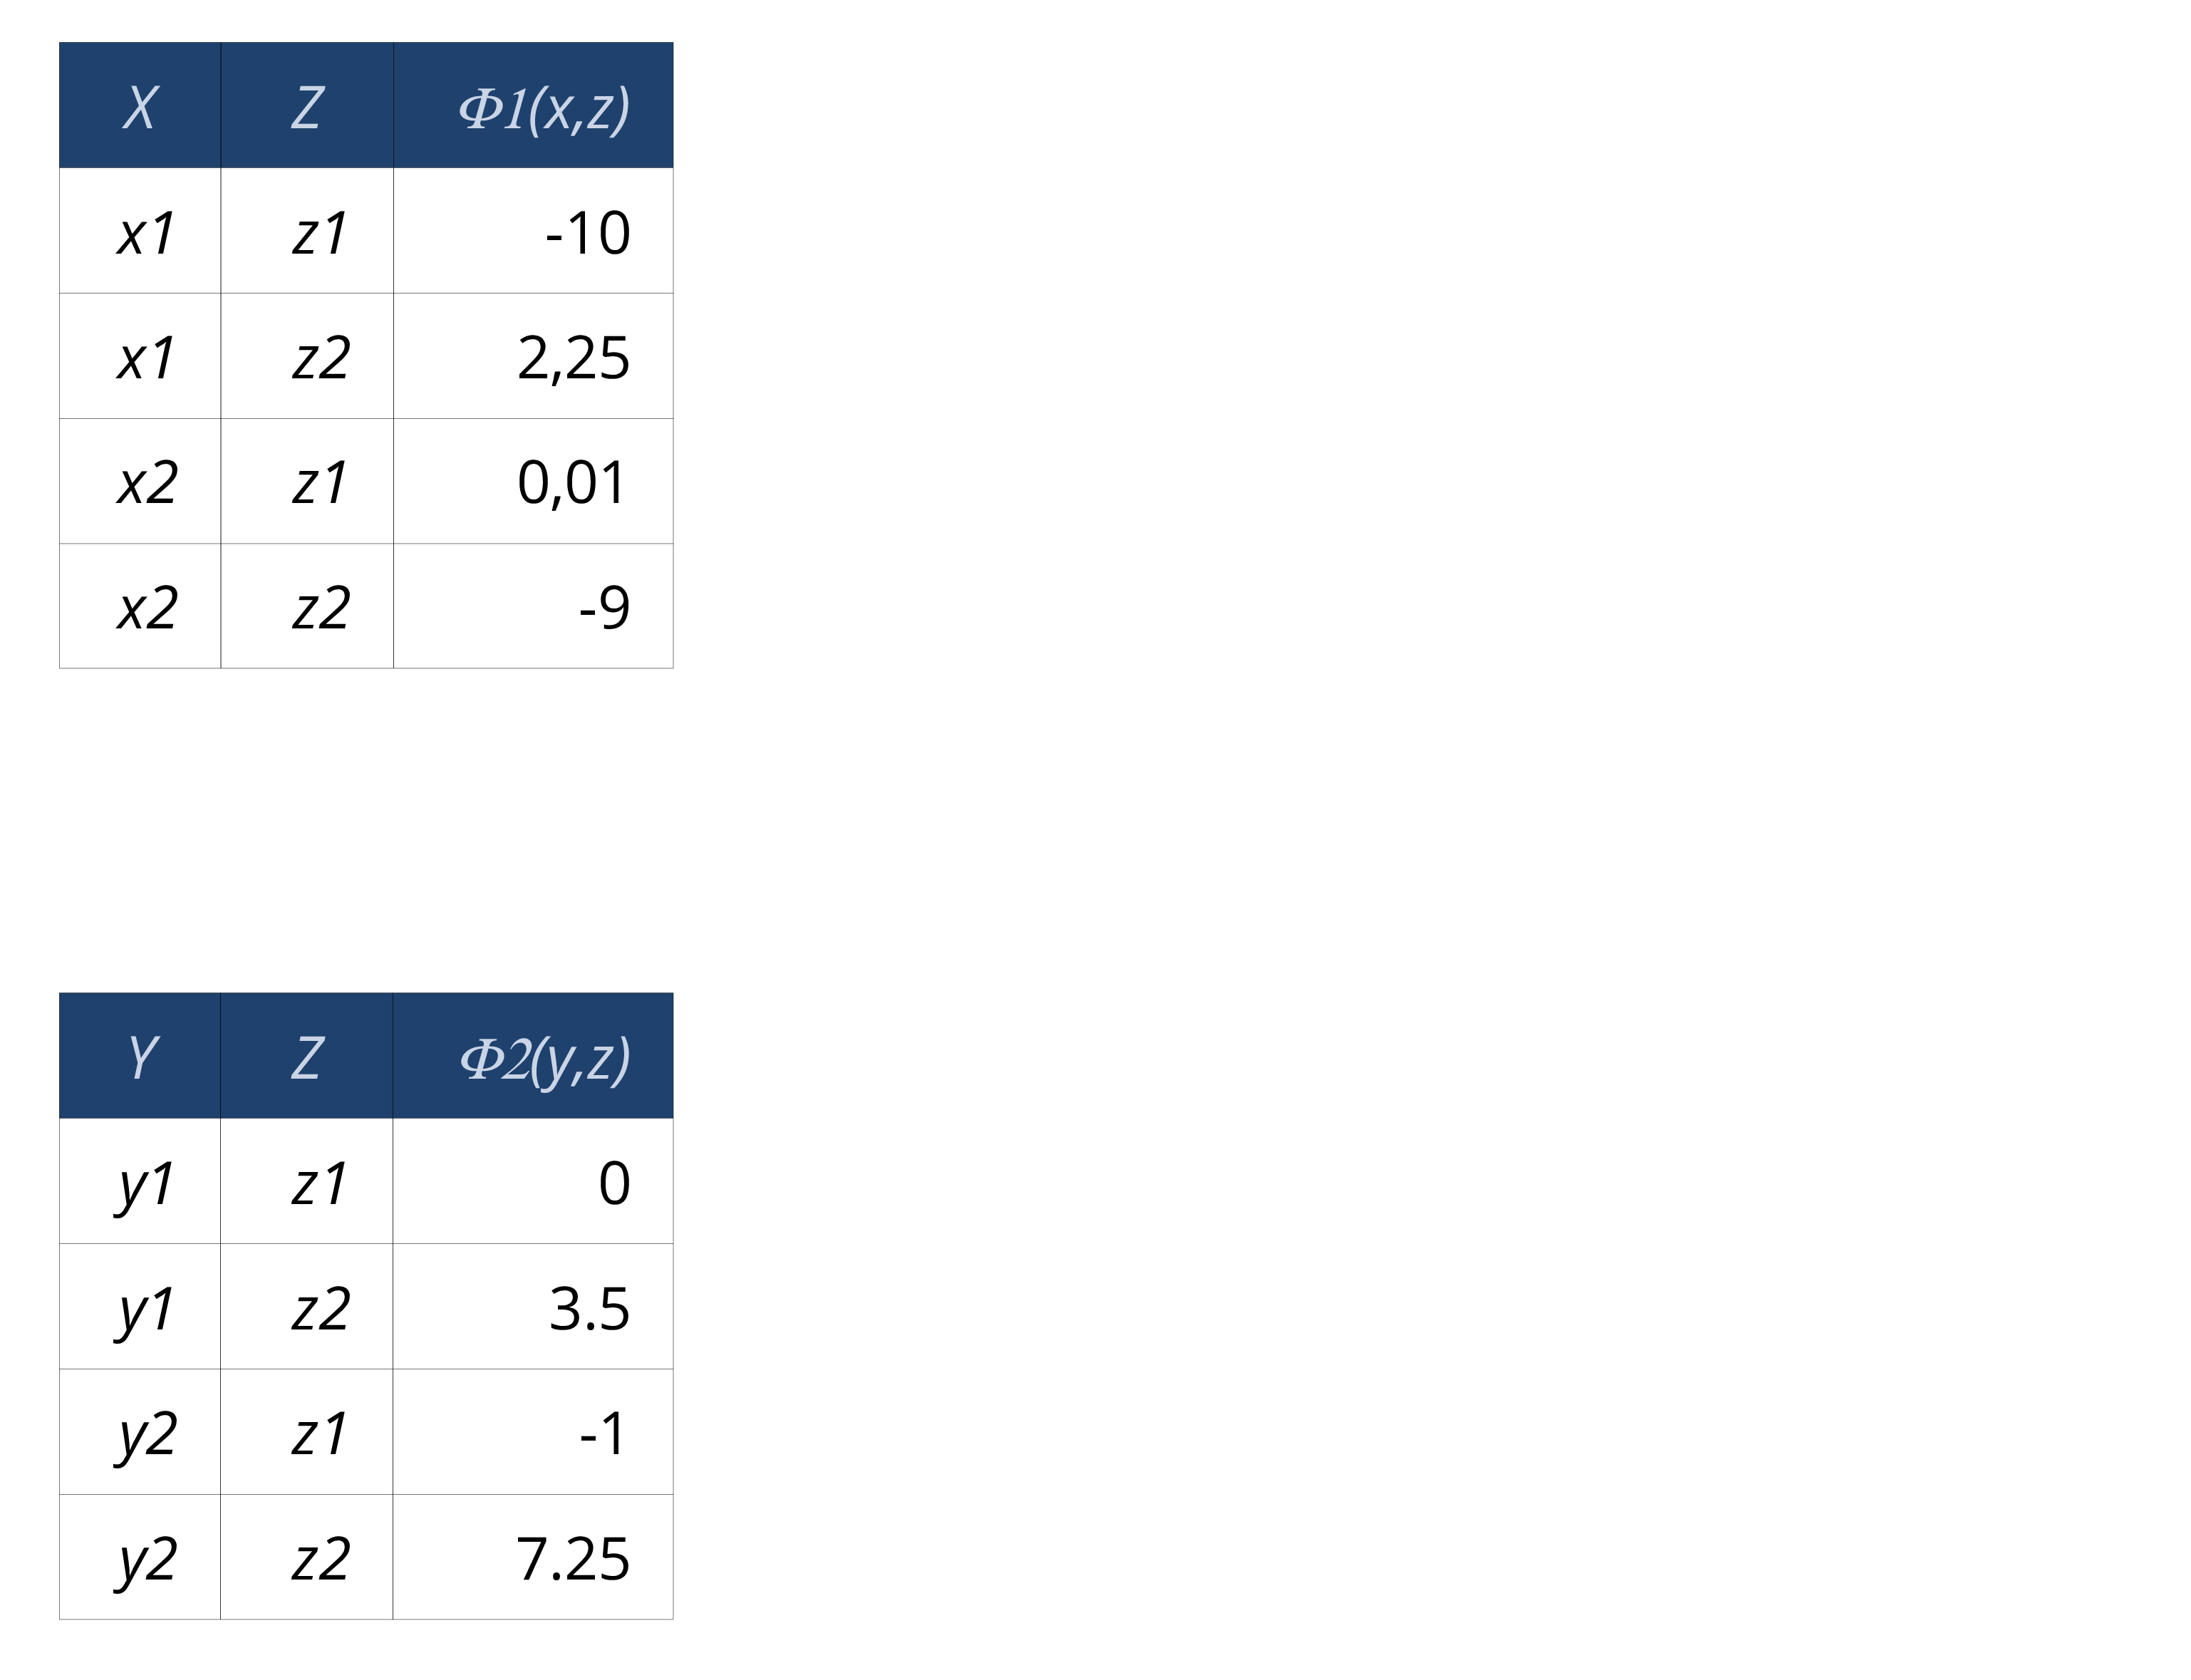 X Z Φ1(x,z)
x1 z1 -10
x1 z2 2,25
x2 z1 0,01
x2 z2 -9
Y Z Φ2(y,z)
y1 z1 0
y1 z2 3.5
y2 z1 -1
y2 z2 7.25